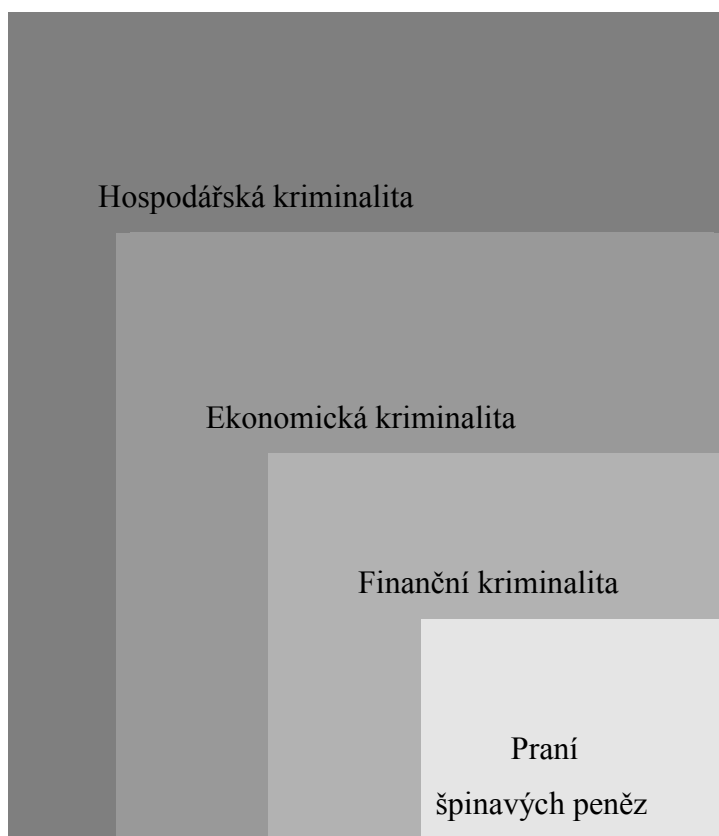 Hospodářská kriminalita
Ekonomická kriminalita
Finanční kriminalita
Praní
špinavých peněz